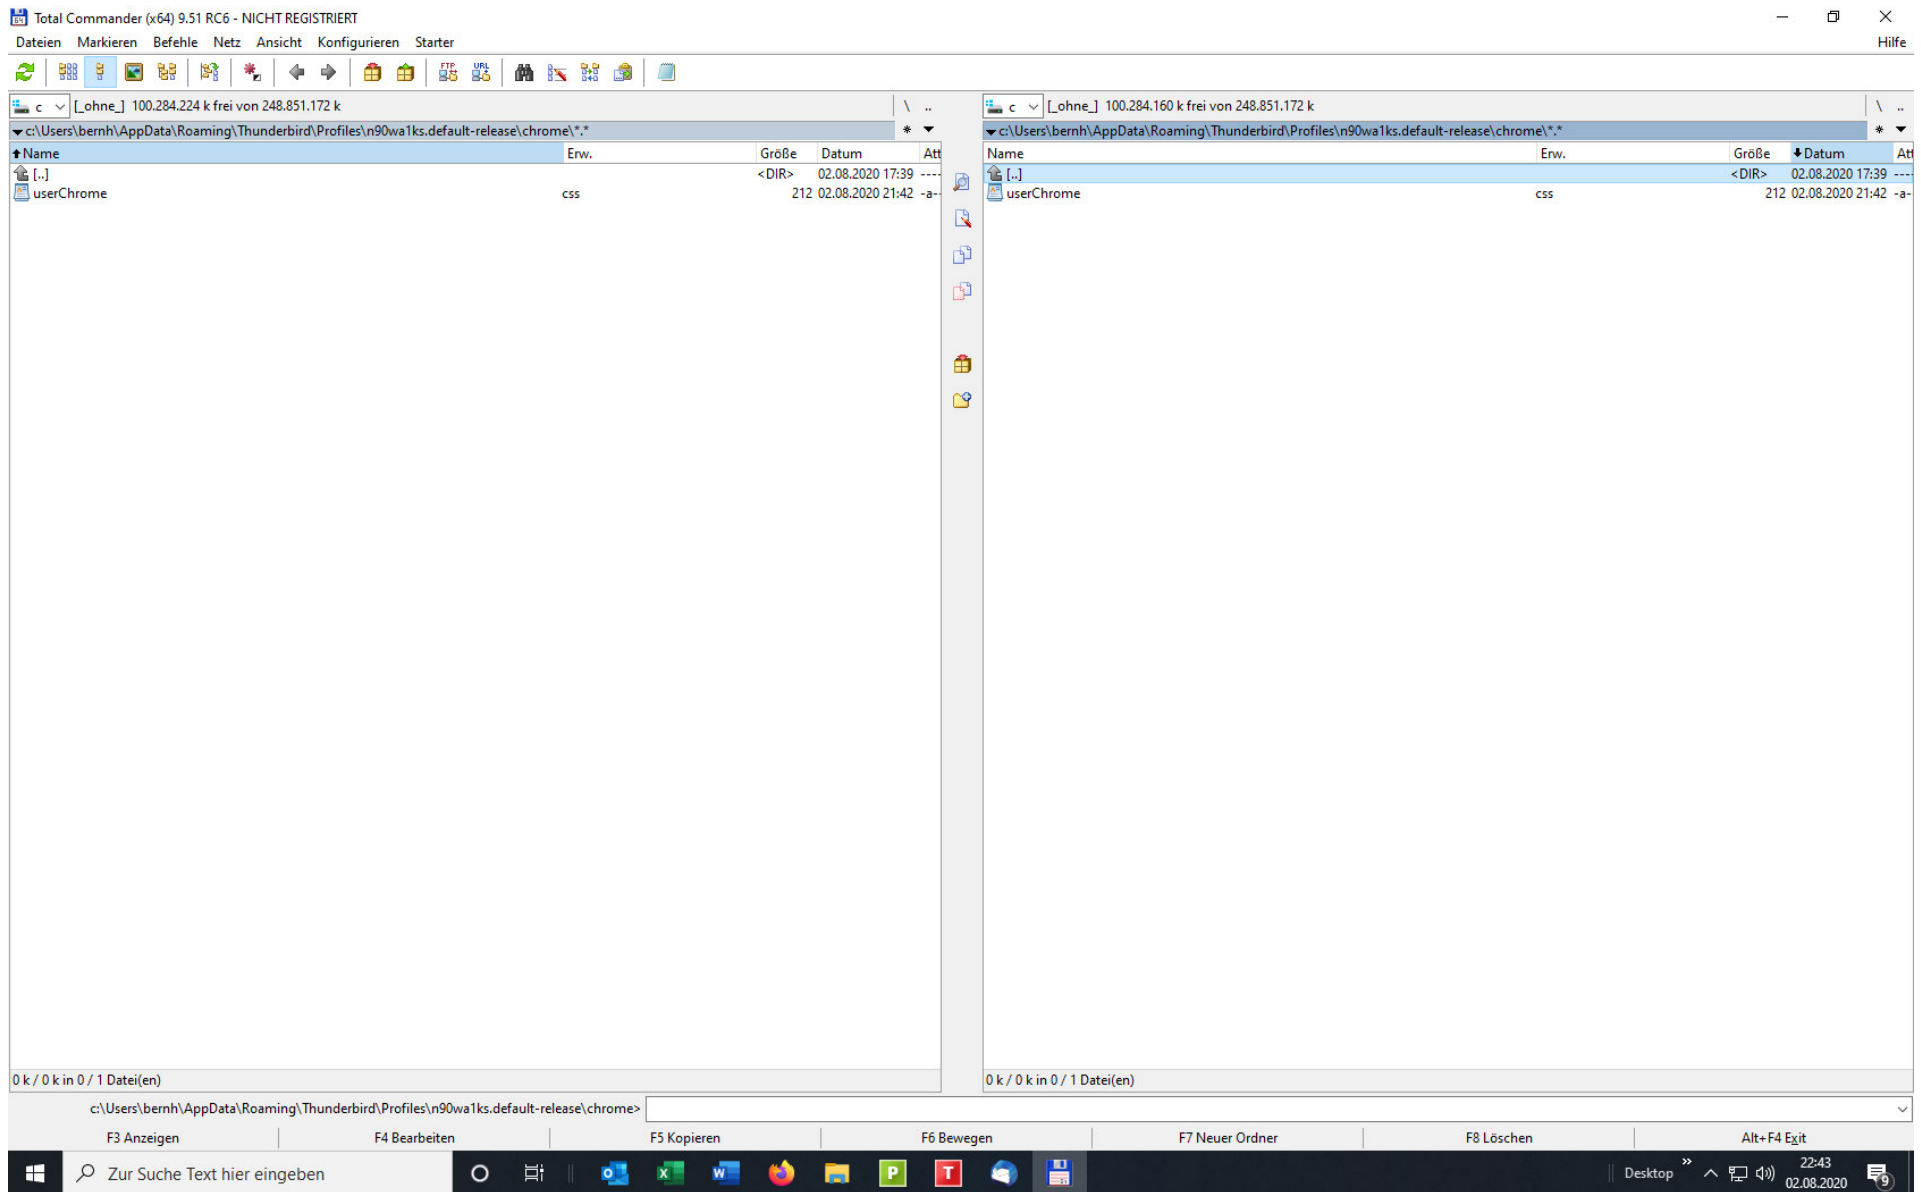 Total Commander (x64) 9.51 RC6 - NICHT REGISTRIERT
Dateien Markieren Befehle Netz Ansicht Konfigurieren Starter Hilfe
FTP URL
c [_ohne_] 100.284.224 k frei von 248.851.172 k \ ..
c [_ohne_] 100.284.160 k frei von 248.851.172 k \ ..
c:\Users\bernh\AppData\Roaming\Thunderbird\Profiles\n90wa1ks.default-release\chrome\*.* *
c:\Users\bernh\AppData\Roaming\Thunderbird\Profiles\n90wa1ks.default-release\chrome\*.* *
Name Erw. Größe Datum Att
Name Erw. Größe Datum Att
[..] <DIR> 02.08.2020 17:39 ----
[..] <DIR> 02.08.2020 17:39 ---
userChrome css 212 02.08.2020 21:42 -a--
userChrome css 212 02.08.2020 21:42 -a-
0 k / 0 k in 0 / 1 Datei(en)
0 k / 0 k in 0 / 1 Datei(en)
c:\Users\bernh\AppData\Roaming\Thunderbird\Profiles\n90wa1ks.default-release\chrome>
F3 Anzeigen F4 Bearbeiten F5 Kopieren F6 Bewegen F7 Neuer Ordner F8 Löschen Alt+F4 Exit
Zur Suche Text hier eingeben
P T
Desktop » 22:43
02.08.2020
9